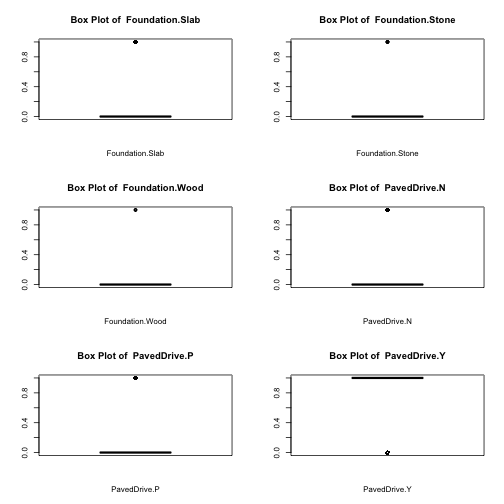 Box Plot of  Foundation.Slab
0.8
0.4
0.0
Foundation.Slab
Box Plot of  Foundation.Stone
0.8
0.4
0.0
Foundation.Stone
Box Plot of  Foundation.Wood
0.8
0.4
0.0
Foundation.Wood
Box Plot of  PavedDrive.N
0.8
0.4
0.0
PavedDrive.N
Box Plot of  PavedDrive.P
0.8
0.4
0.0
PavedDrive.P
Box Plot of  PavedDrive.Y
0.8
0.4
0.0
PavedDrive.Y